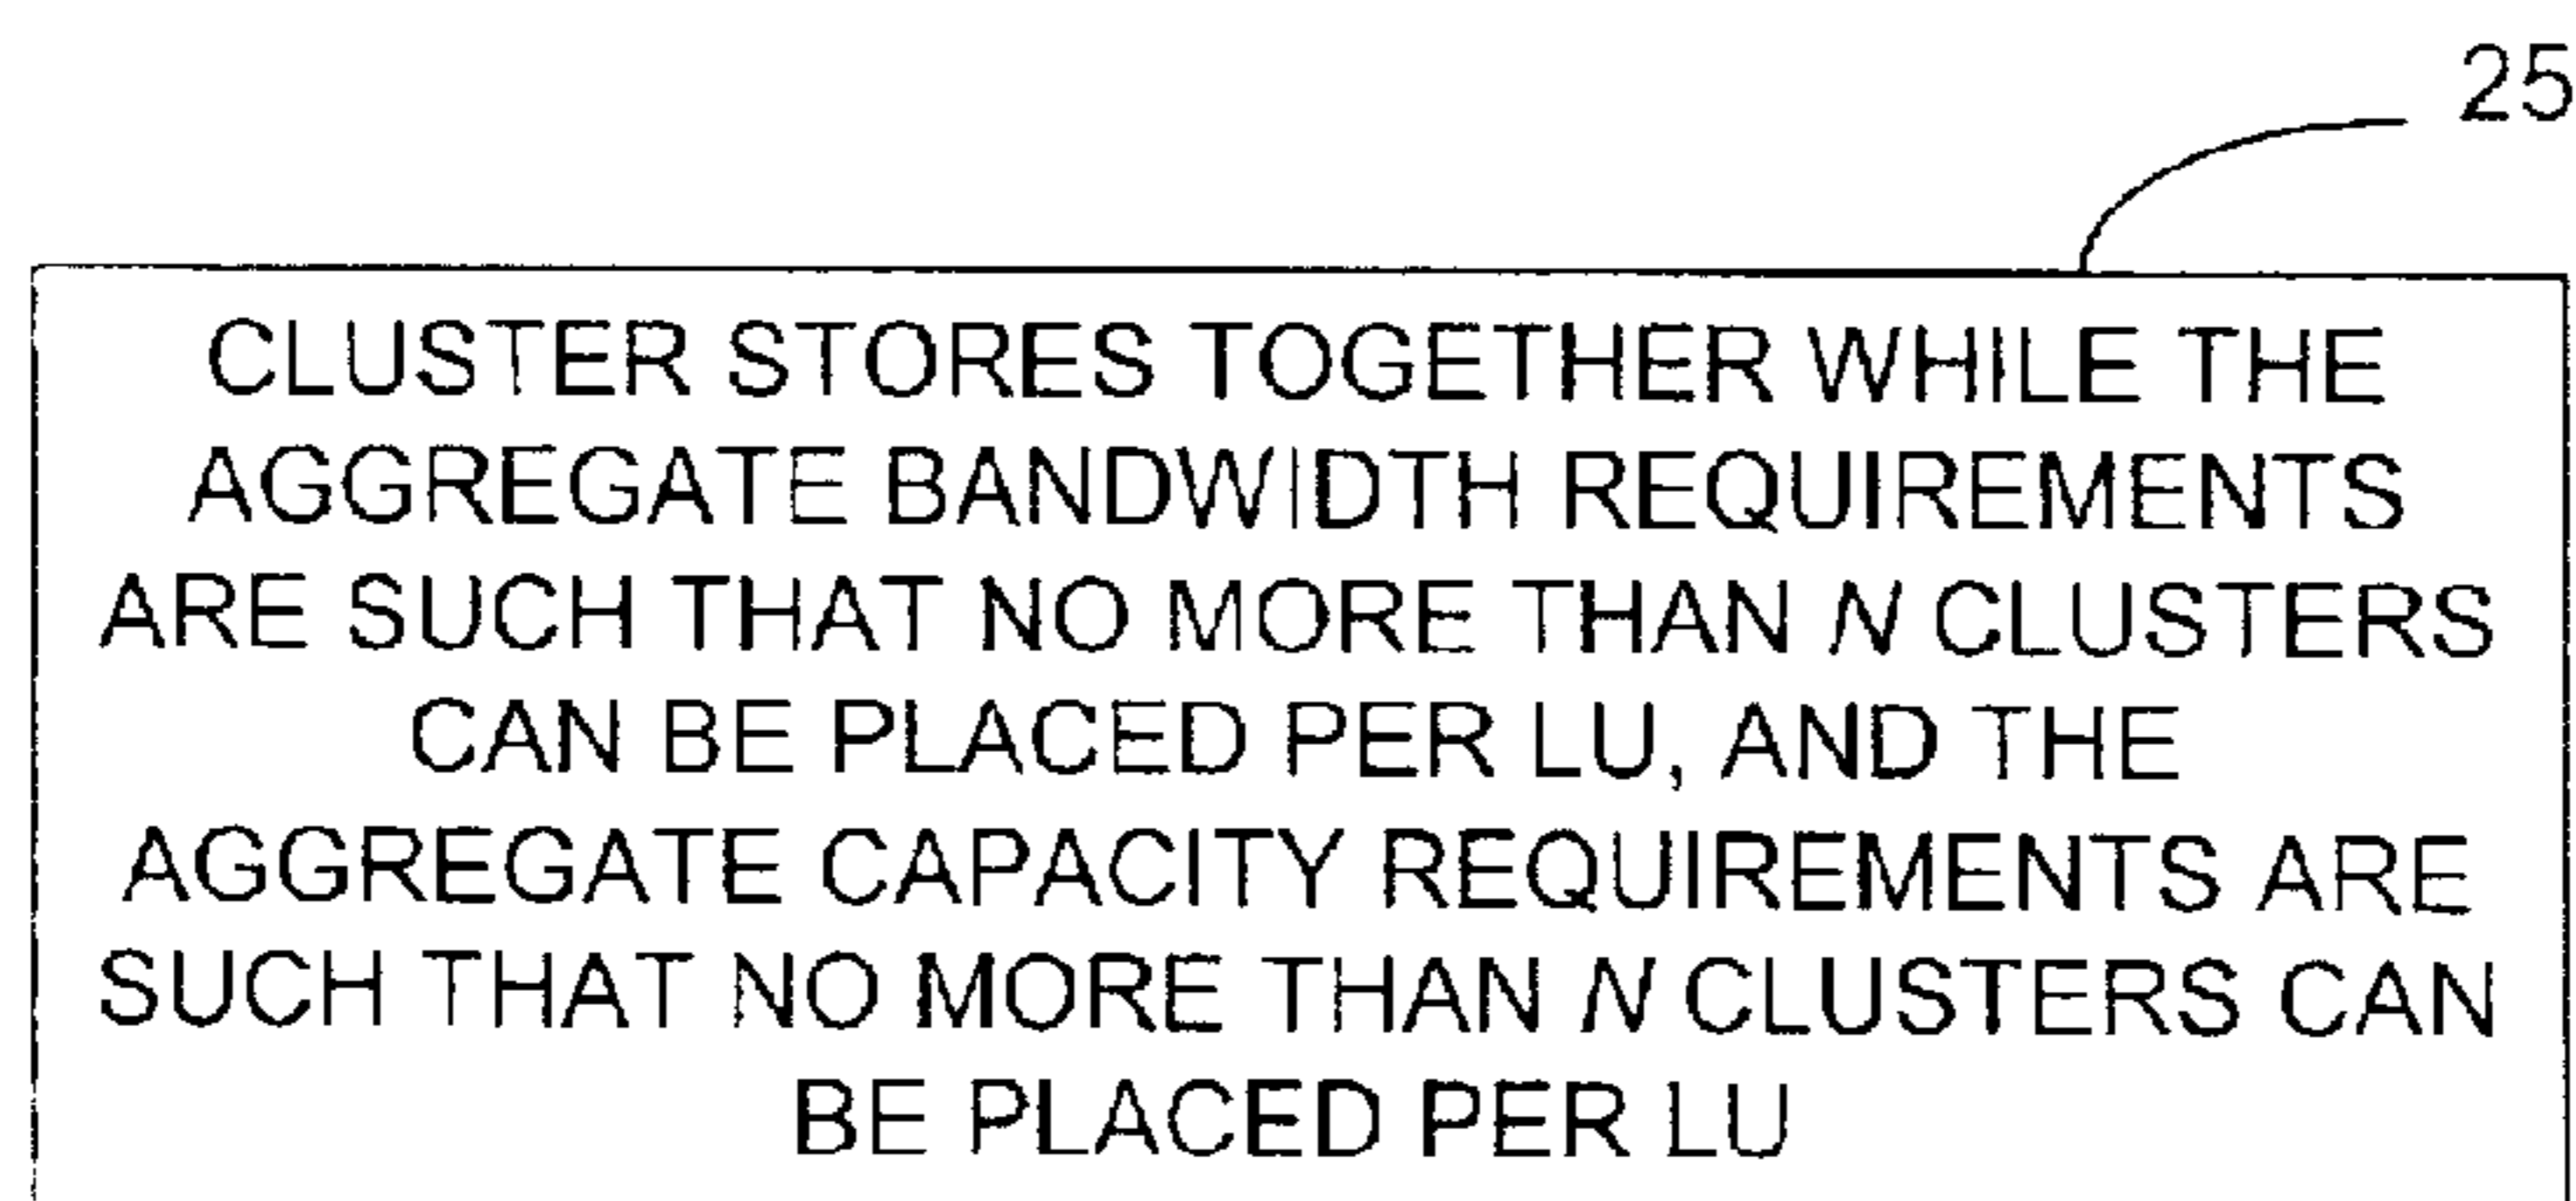 25
CLUSTER STORES TOGETHER WHILE THE
AGGREGATE BANDWIDTH REQUIREMENTS
ARE SUCH THAT NO MORE THAN N CLUSTERS
CAN BE PLACED PER LU, AND THE
AGGREGATE CAPACITY REQUIREMENTS ARE
SUCH THAT NO MORE THAN N CLUSTERS CAN
BE PLACED PER LU